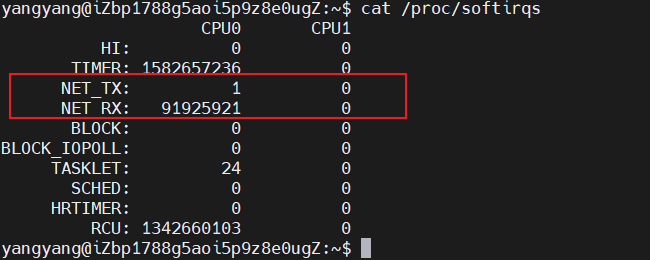 yangyang@iZbp1788g5aoi5p9z8e0ugZ:~$ cat /proc/softirqs
CPU0 CPU1
HI: 0 0
TIMER: 1582657236 0
NET_TX: 1 0
NET_RX: 91925921 0
BLOCK: 0 0
BLOCK_IOPOLL: 0 0
TASKLET: 24 0
SCHED: 0 0
HRTIMER: 0 0
RCU: 1342660103 0
yangyang@iZbp1788g5aoi5p9z8e0ugZ:~$